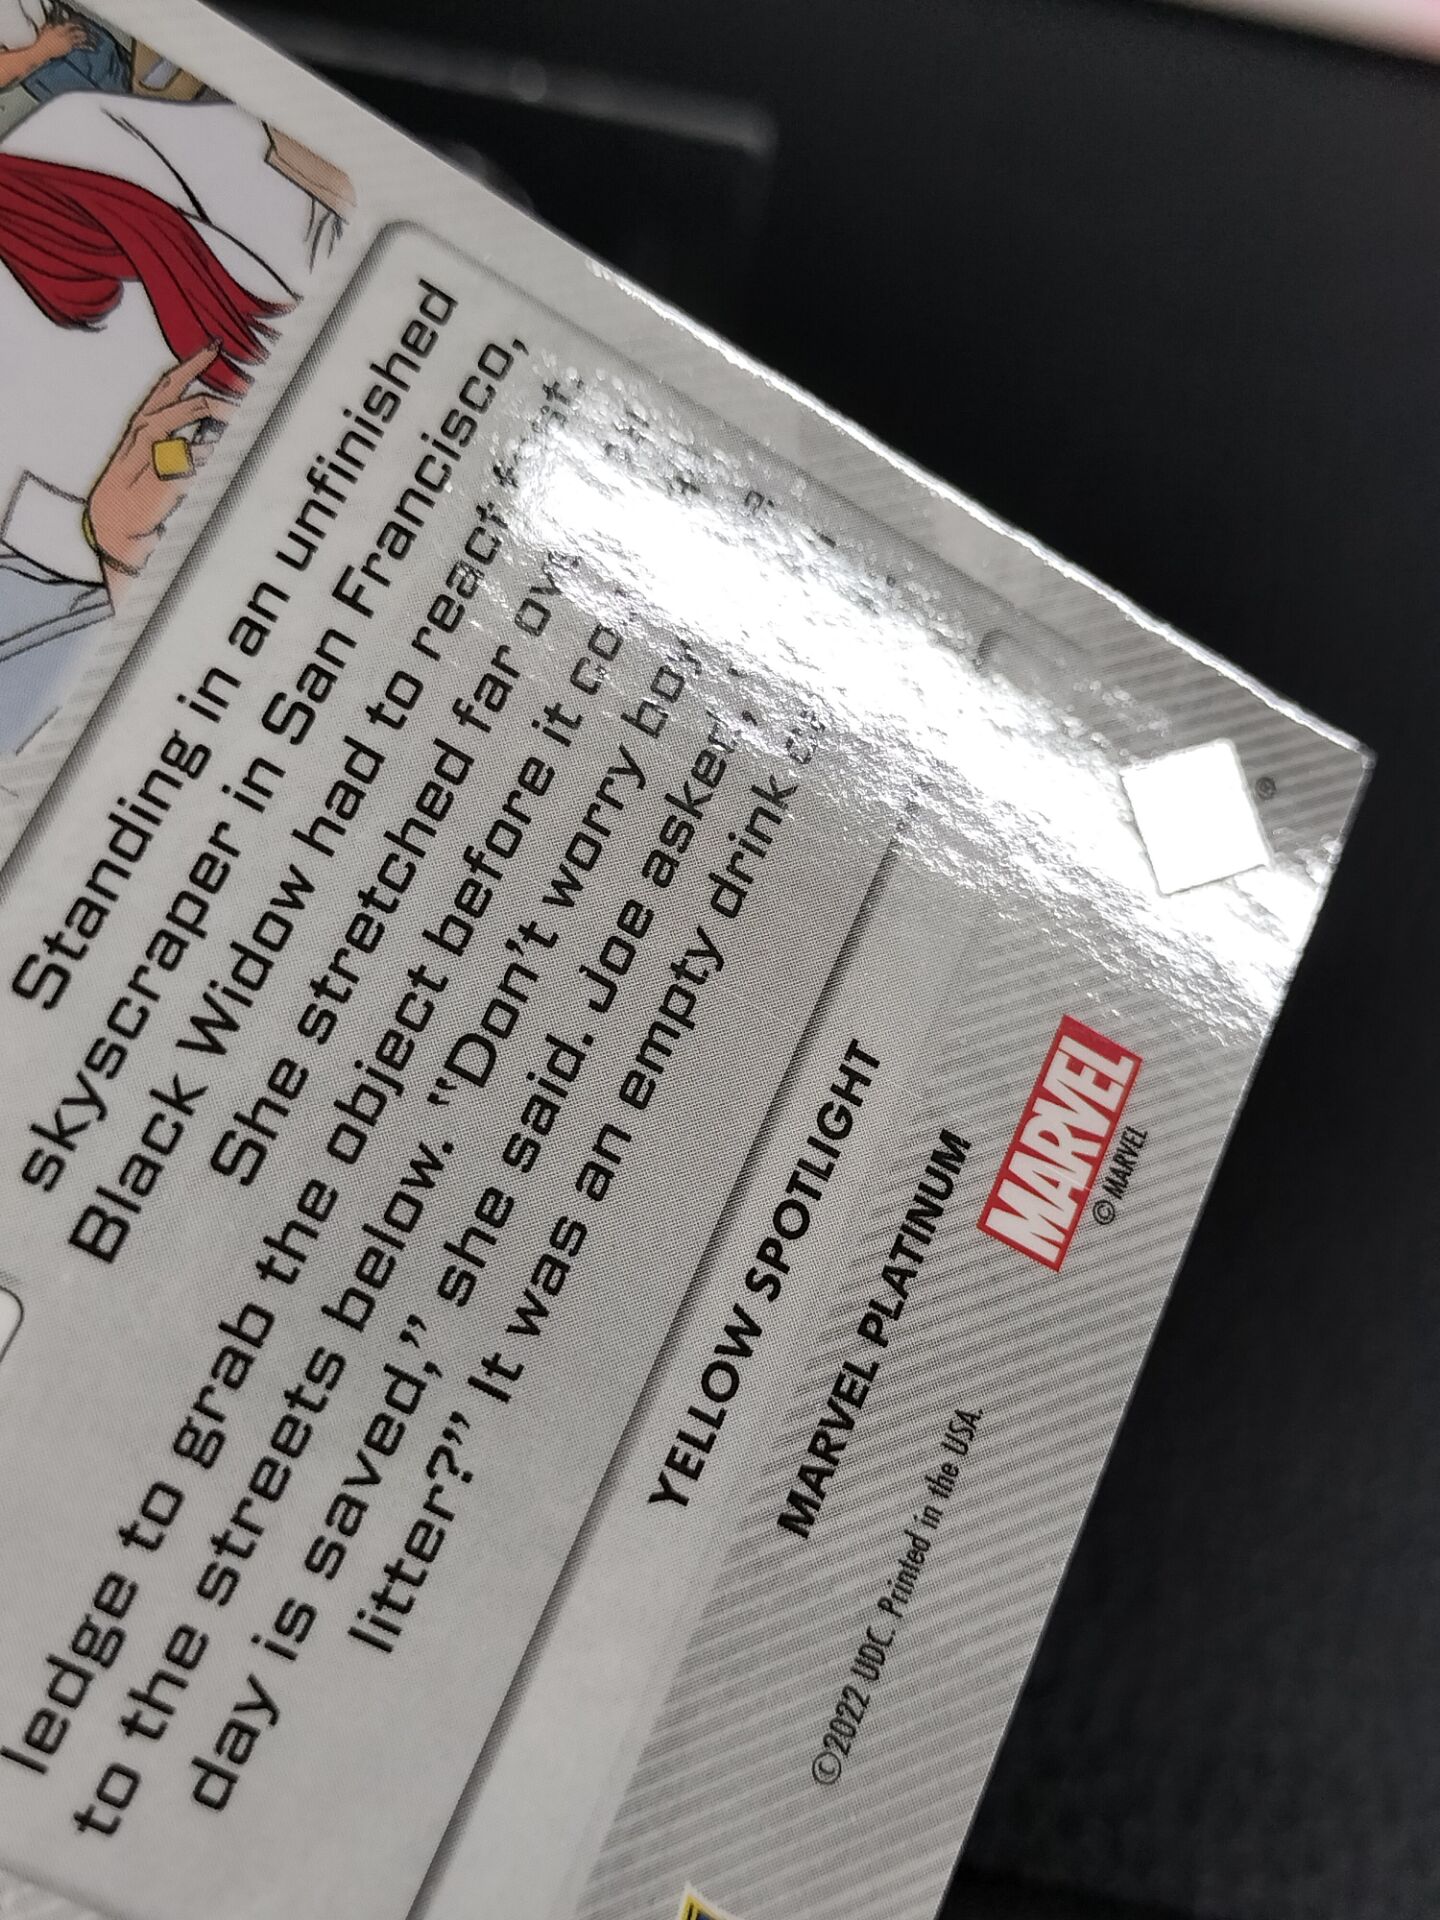 Standing in an unfinished
skyscraper in San Francisco,
Black Widow had to react
She stretched far
ledge to grab the object before it
to the streets below. "Don't worry
day is saved," she said. Joe asked,
litter?" It was an empty drink
YELLOW SPOTLIGHT
MARVEL PLATINUM
©2022 UDC. Printed in the USA.
MARVEL
© MARVEL
®